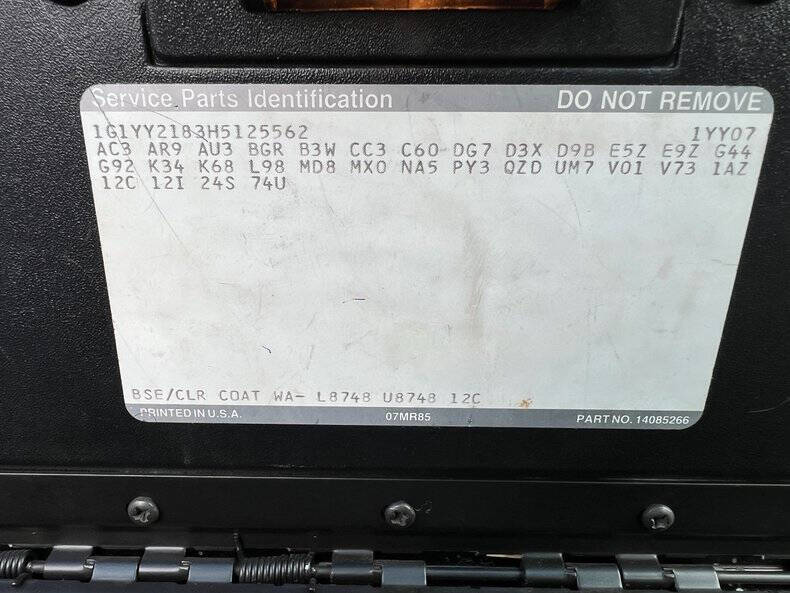 Service Parts Identification DO NOT REMOVE
1G1YY2183H5125562 1YY07
AC3 AR9 AU3 BGR B3W CC3 C60 DG7 D3X D9B E5Z E9Z G44
G92 K34 K68 L98 MD8 MX0 NA5 PY3 QZD UM7 V01 V73 1AZ
12C 12I 24S 74U
BSE/CLR COAT WA- L8748 U8748 12C
PRINTED IN U.S.A. 07MR85 PART NO. 14085266